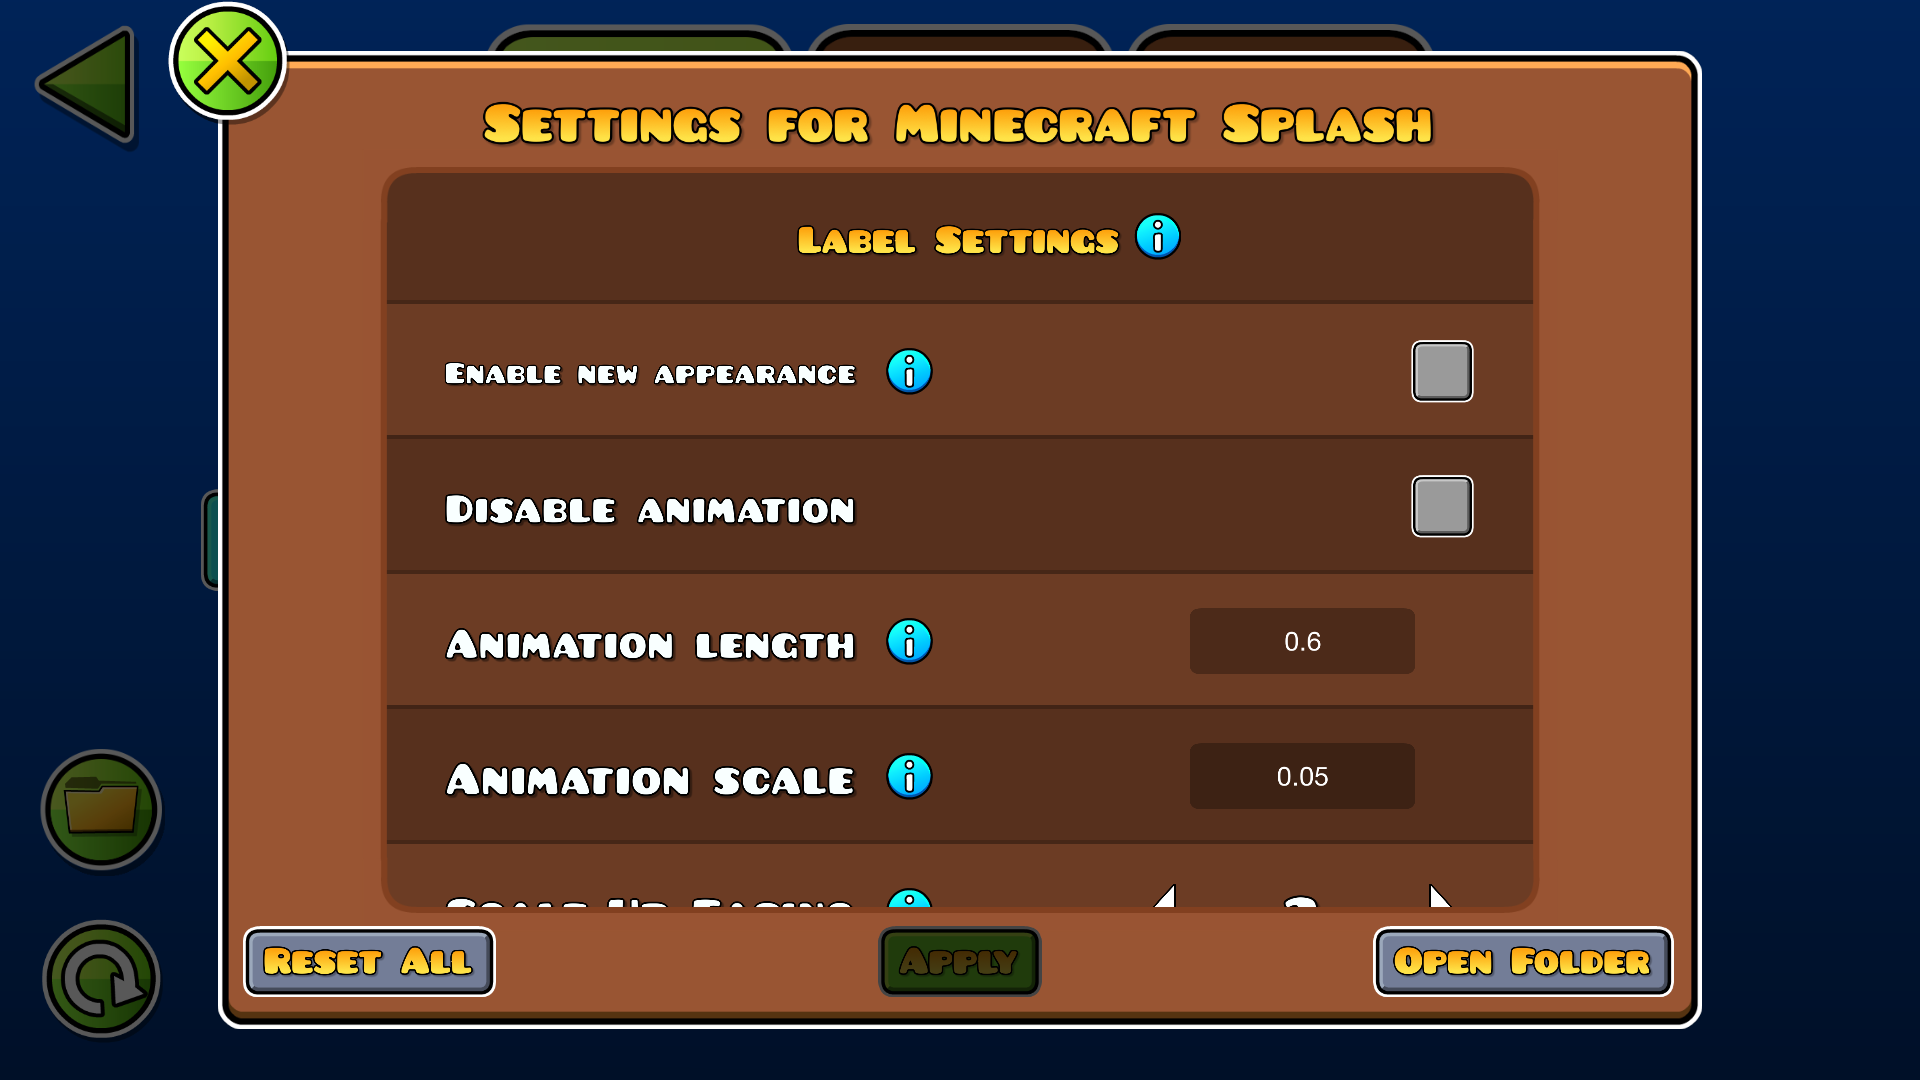 Settings for Minecraft Splash
Label Settings
Enable new appearance
Disable animation
Animation length
0.6
Animation scale
0.05
Reset All
Apply
Open Folder